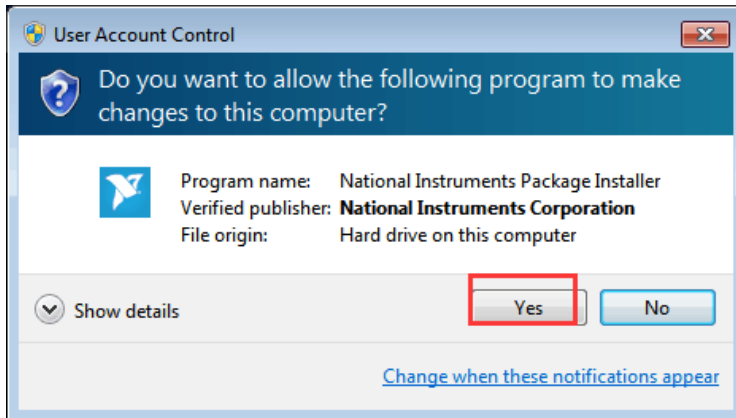 User Account Control
Do you want to allow the following program to make
changes to this computer?
Program name: National Instruments Package Installer
Verified publisher: National Instruments Corporation
File origin: Hard drive on this computer
Show details
Yes
No
Change when these notifications appear